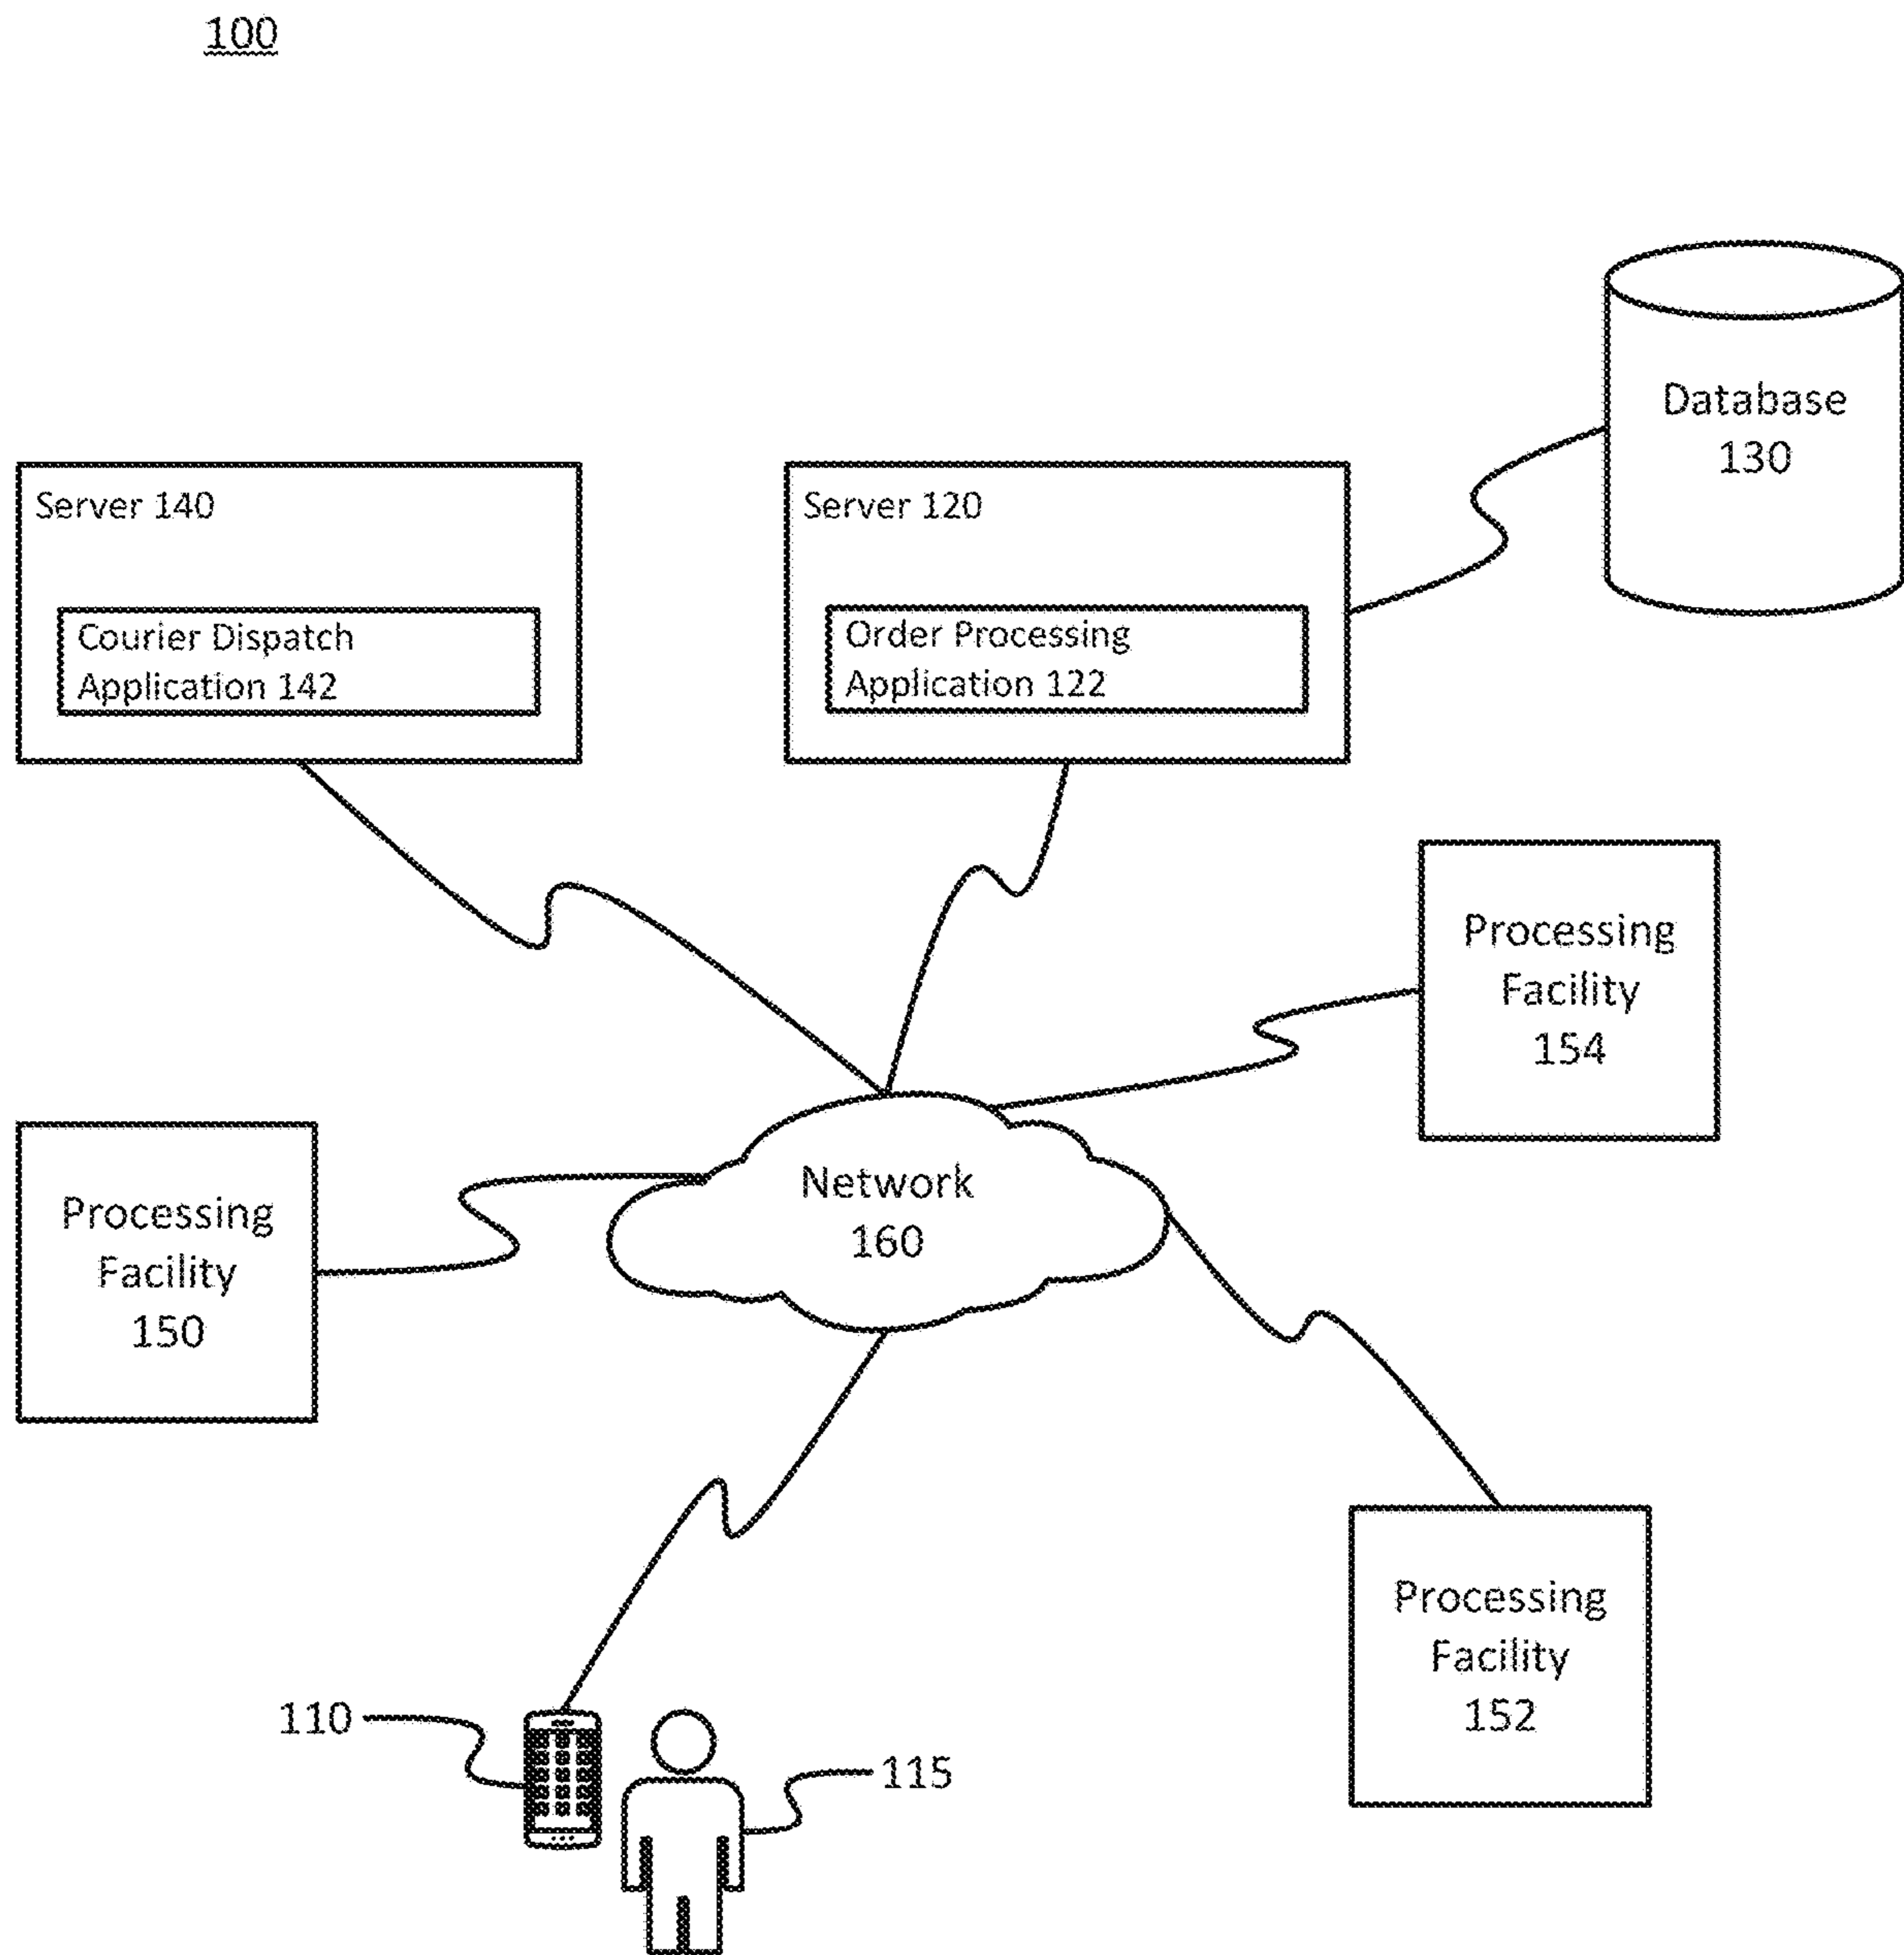 100
Database
130
Server 140
Courier Dispatch
Application 142
Server 120
Order Processing
Application 122
Processing
Facility
154
Processing
Facility
150
Network
160
Processing
Facility
152
110
115